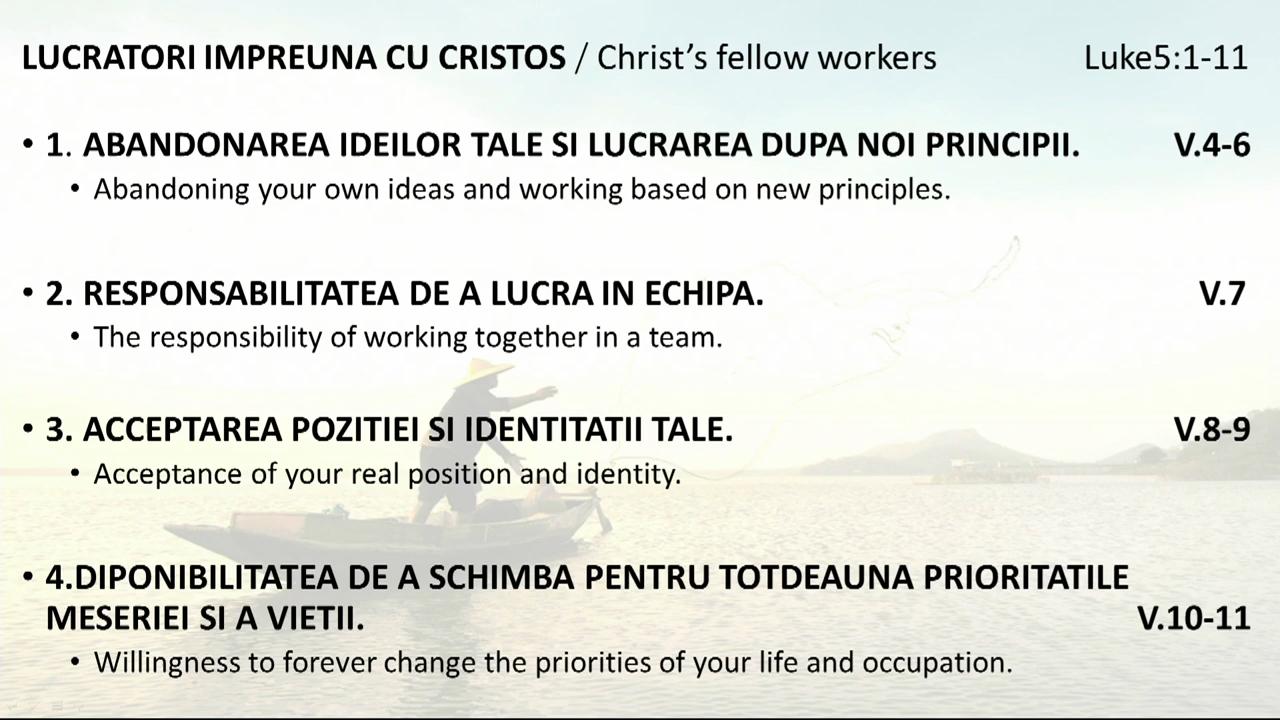 LUCRATORI IMPREUNA CU CRISTOS / Christ’s fellow workers Luke5:1-11
• 1. ABANDONAREA IDEILOR TALE SI LUCRAREA DUPA NOI PRINCIPII. V.4-6
• Abandoning your own ideas and working based on new principles.
• 2. RESPONSABILITATEA DE A LUCRA IN ECHIPA. V.7
• The responsibility of working together in a team.
• 3. ACCEPTAREA POZITIEI SI IDENTITATII TALE. V.8-9
• Acceptance of your real position and identity.
• 4.DIPONIBILITATEA DE A SCHIMBA PENTRU TOTDEAUNA PRIORITATILE
MESERIEI SI A VIETII. V.10-11
• Willingness to forever change the priorities of your life and occupation.